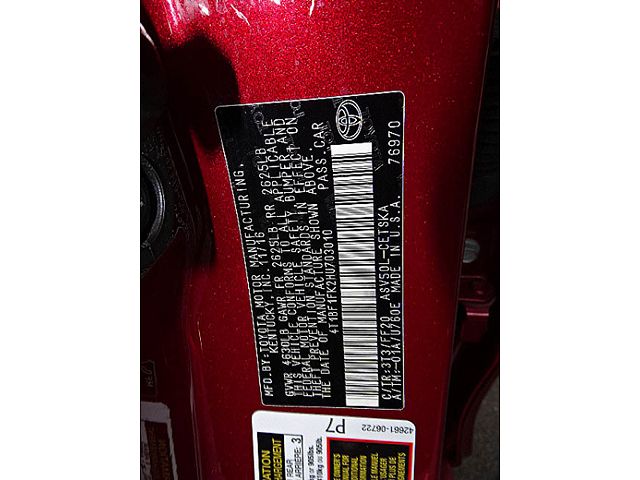 MFD. BY:TOYOTA MOTOR MANUFACTURING.
KENTUCKY, INC. 11/16
GVWR 4630LB GAWR FR 2625LB RR 2625LB
THIS VEHICLE CONFORMS TO ALL APPLICABLE
FEDERAL MOTOR VEHICLE SAFETY, BUMPER AND
THEFT PREVENTION STANDARDS IN EFFECT ON
THE DATE OF MANUFACTURE SHOWN ABOVE.
4T1BF1FK2HU703010 PASS.CAR
C/TR:3T3/FF20 ASV50L-CETSKA
A/TM:-01A/U760E MADE IN U.S.A.
76970
42661-06722
P7
REAR
ARRIERE: 3